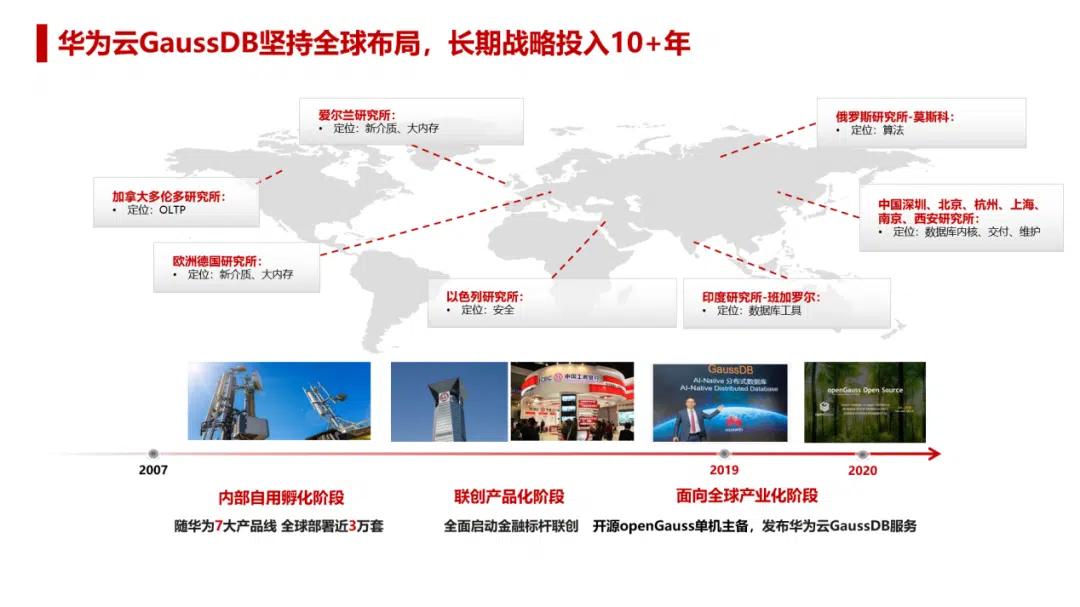 华为云GaussDB坚持全球布局，长期战略投入10+年
爱尔兰研究所：
• 定位：新介质、大内存
俄罗斯研究所-莫斯科：
• 定位：算法
加拿大多伦多研究所：
• 定位：OLTP
中国深圳、北京、杭州、上海、
南京、西安研究所：
• 定位：数据库内核、交付、维护
欧洲德国研究所：
• 定位：新介质、大内存
以色列研究所：
• 定位：安全
印度研究所-班加罗尔：
• 定位：数据库工具
中国工商银行
GaussDB
AI-Native 分布式数据库
AI-Native Distributed Database
HUAWEI
openGauss Open Source
2007
2019
2020
内部自用孵化阶段
联创产品化阶段
面向全球产业化阶段
随华为7大产品线 全球部署近3万套
全面启动金融标杆联创
开源openGauss单机主备，发布华为云GaussDB服务